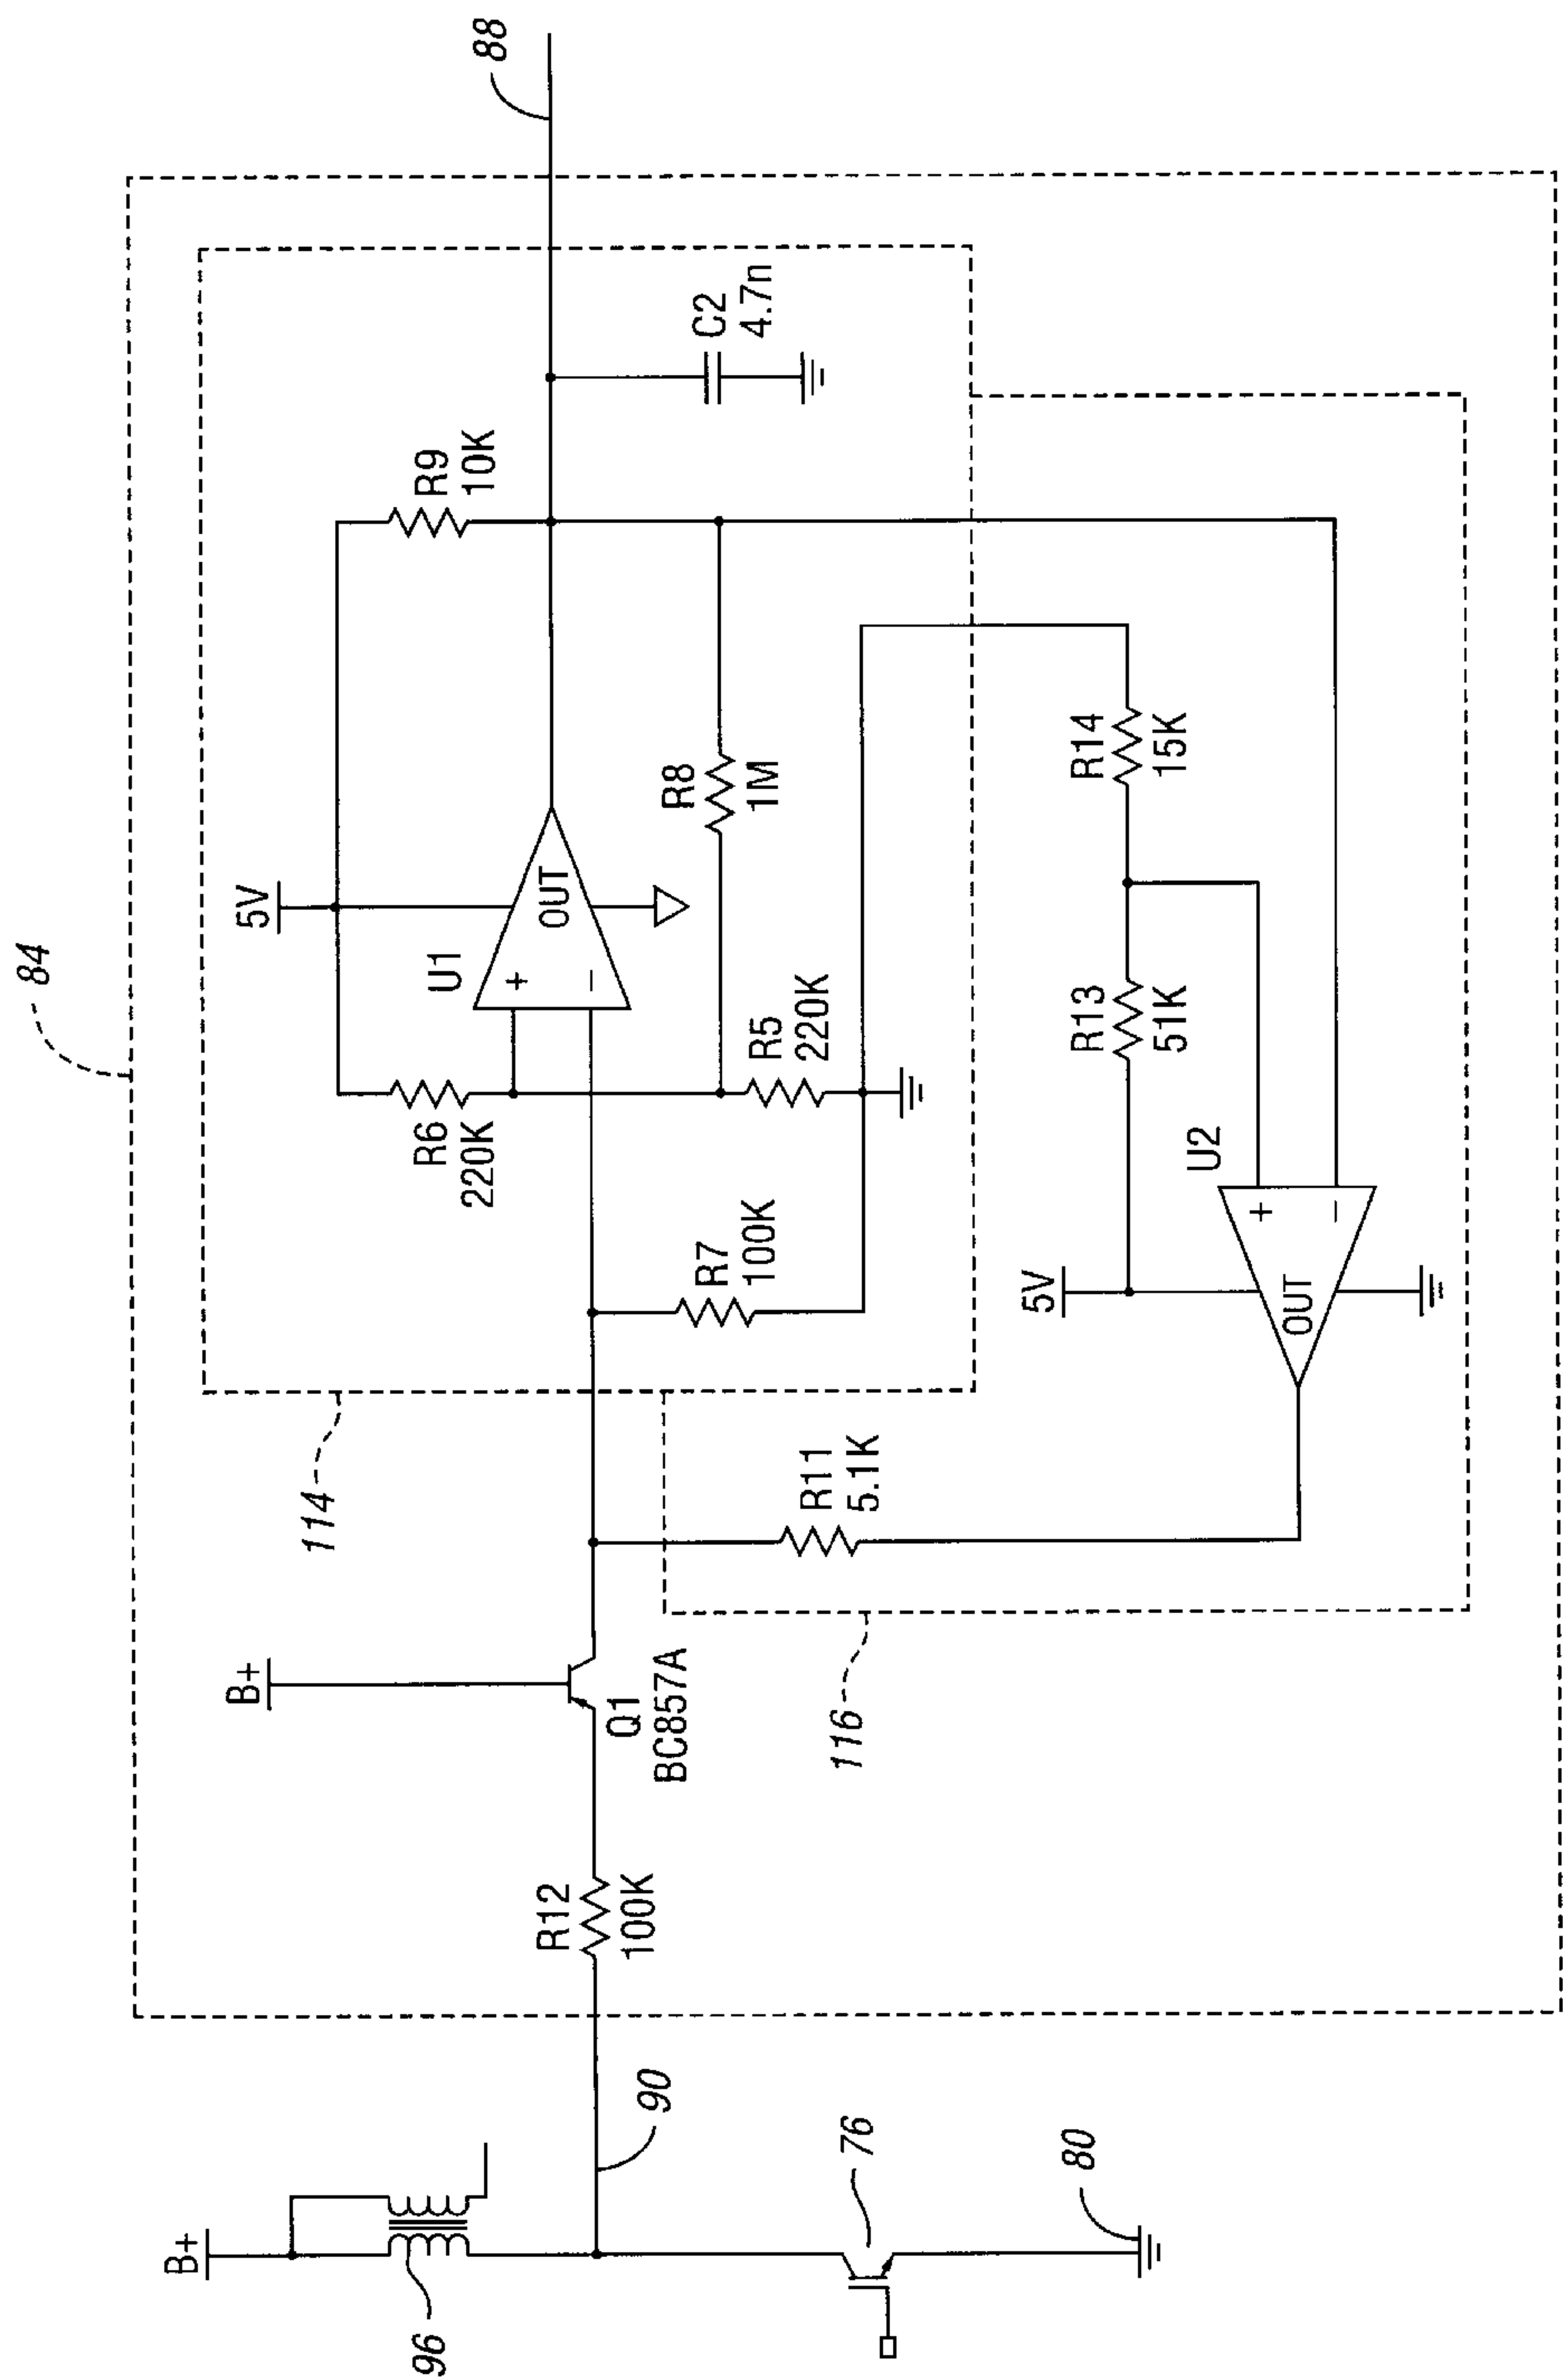 84
88
114
5V
R9
10K
C2
4.7n
U1
+
−
OUT
R6
220K
R8
1M
R5
220K
R7
100K
R14
15K
R13
51K
5V
U2
+
−
OUT
R11
5.1K
116
B+
Q1
BC857A
R12
100K
90
B+
96
76
80